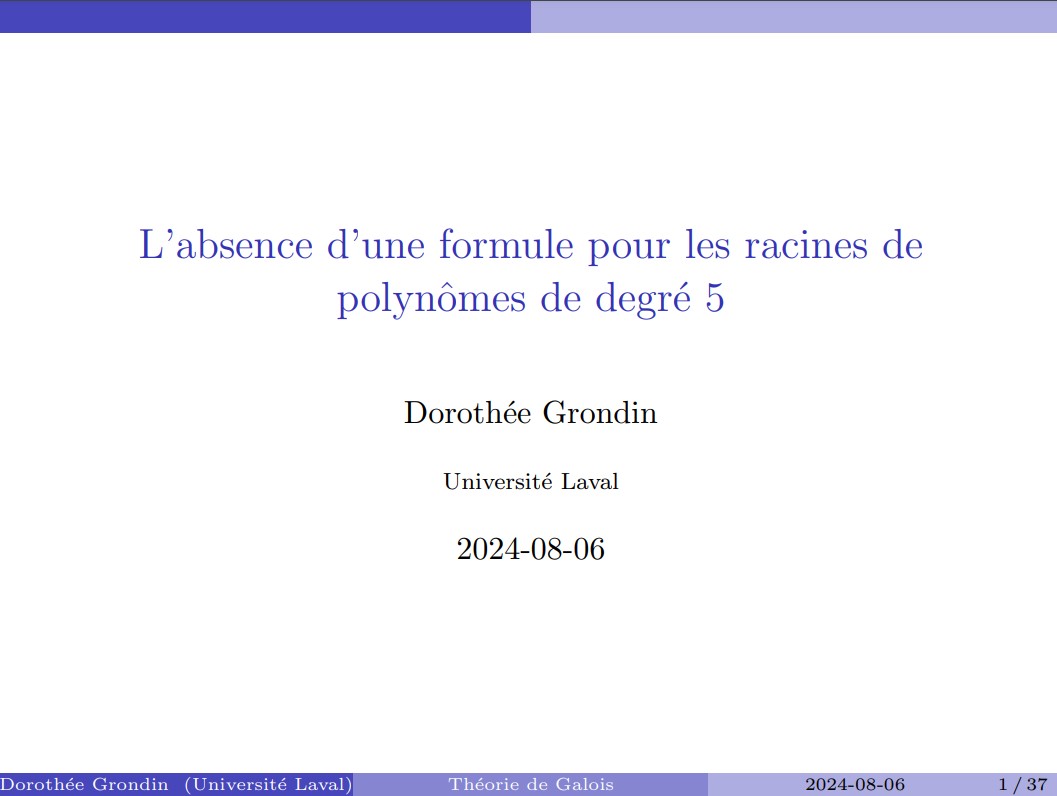 L'absence d'une formule pour les racines de
polynômes de degré 5
Dorothée Grondin
Université Laval
2024-08-06
Dorothée Grondin (Université Laval) Théorie de Galois 2024-08-06 1 / 37